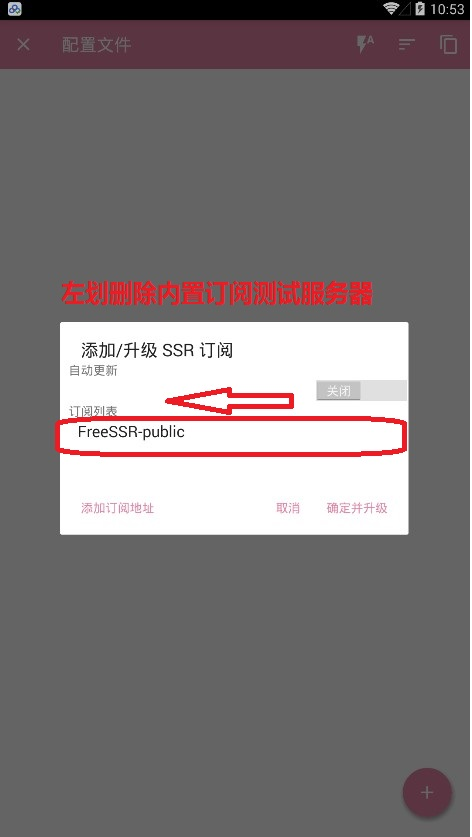 10:53
配置文件
左划删除内置订阅测试服务器
添加/升级 SSR 订阅
自动更新
关闭
订阅列表
FreeSSR-public
添加订阅地址 取消 确定并升级